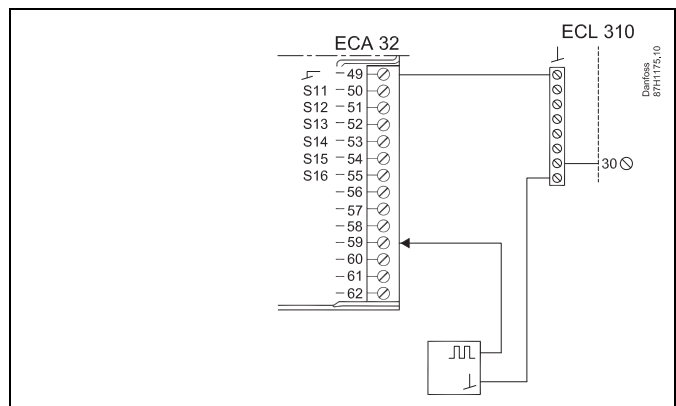 ECA 32
ECL 310
49
S11 50
S12 51
S13 52
S14 53
S15 54
S16 55
56
57
58
59
60
61
62
30
Danfoss
87H1175,10